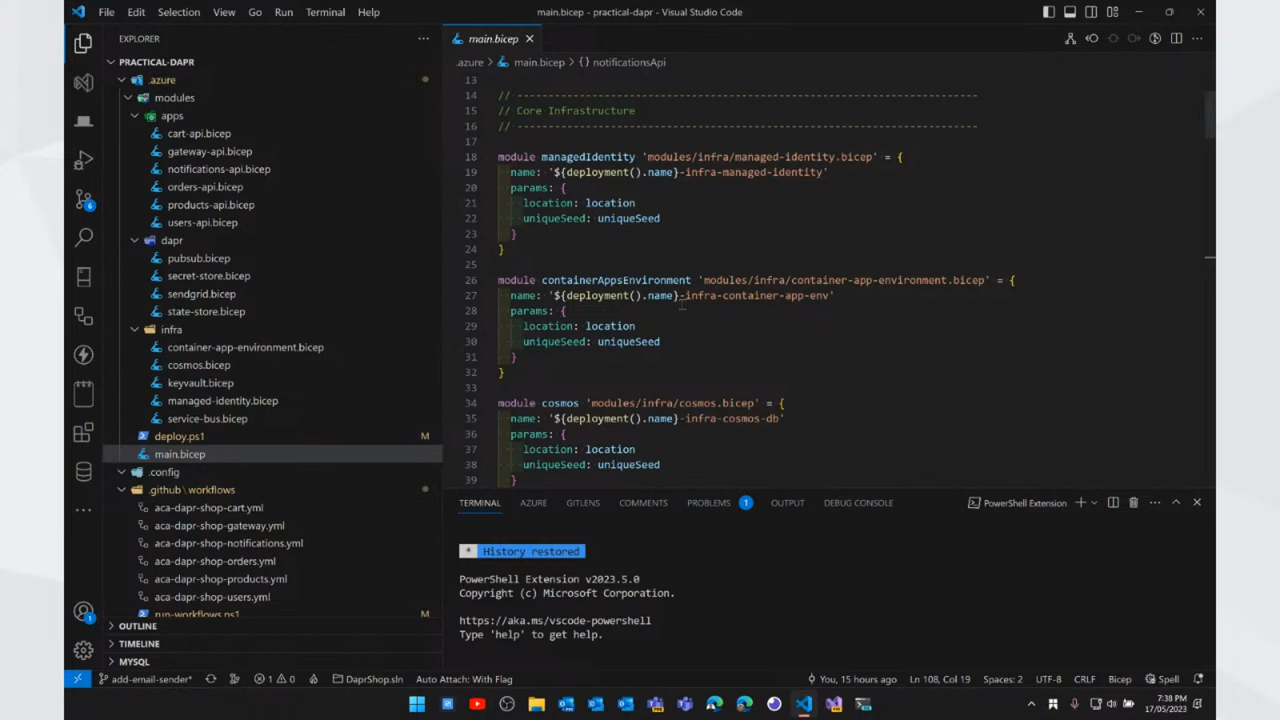 File Edit Selection View Go Run Terminal Help
main.bicep - practical-dapr - Visual Studio Code
EXPLORER
PRACTICAL-DAPR
.azure
modules
apps
cart-api.bicep
gateway-api.bicep
notifications-api.bicep
orders-api.bicep
products-api.bicep
users-api.bicep
dapr
pubsub.bicep
secret-store.bicep
sendgrid.bicep
state-store.bicep
infra
container-app-environment.bicep
cosmos.bicep
keyvault.bicep
managed-identity.bicep
service-bus.bicep
deploy.ps1 M
main.bicep
.config
.github \ workflows
aca-dapr-shop-cart.yml
aca-dapr-shop-gateway.yml
aca-dapr-shop-notifications.yml
aca-dapr-shop-orders.yml
aca-dapr-shop-products.yml
aca-dapr-shop-users.yml
run-workflows.ps1 M
OUTLINE
TIMELINE
MYSQL
6
1
main.bicep
.azure > main.bicep > {} notificationsApi
13
14 // --------------------------------------------------------------------------
15 // Core Infrastructure
16 // --------------------------------------------------------------------------
17
18 module managedIdentity 'modules/infra/managed-identity.bicep' = {
19 name: '${deployment().name}-infra-managed-identity'
20 params: {
21 location: location
22 uniqueSeed: uniqueSeed
23 }
24 }
25
26 module containerAppsEnvironment 'modules/infra/container-app-environment.bicep' = {
27 name: '${deployment().name}-infra-container-app-env'
28 params: {
29 location: location
30 uniqueSeed: uniqueSeed
31 }
32 }
33
34 module cosmos 'modules/infra/cosmos.bicep' = {
35 name: '${deployment().name}-infra-cosmos-db'
36 params: {
37 location: location
38 uniqueSeed: uniqueSeed
39 }
TERMINAL AZURE GITLENS COMMENTS PROBLEMS 1 OUTPUT DEBUG CONSOLE
PowerShell Extension
* History restored
PowerShell Extension v2023.5.0
Copyright (c) Microsoft Corporation.
https://aka.ms/vscode-powershell
Type 'help' to get help.
add-email-sender* 1 0 DaprShop.sln Auto Attach: With Flag You, 15 hours ago Ln 108, Col 19 Spaces: 2 UTF-8 CRLF Bicep Spell
7:38 PM
17/05/2023